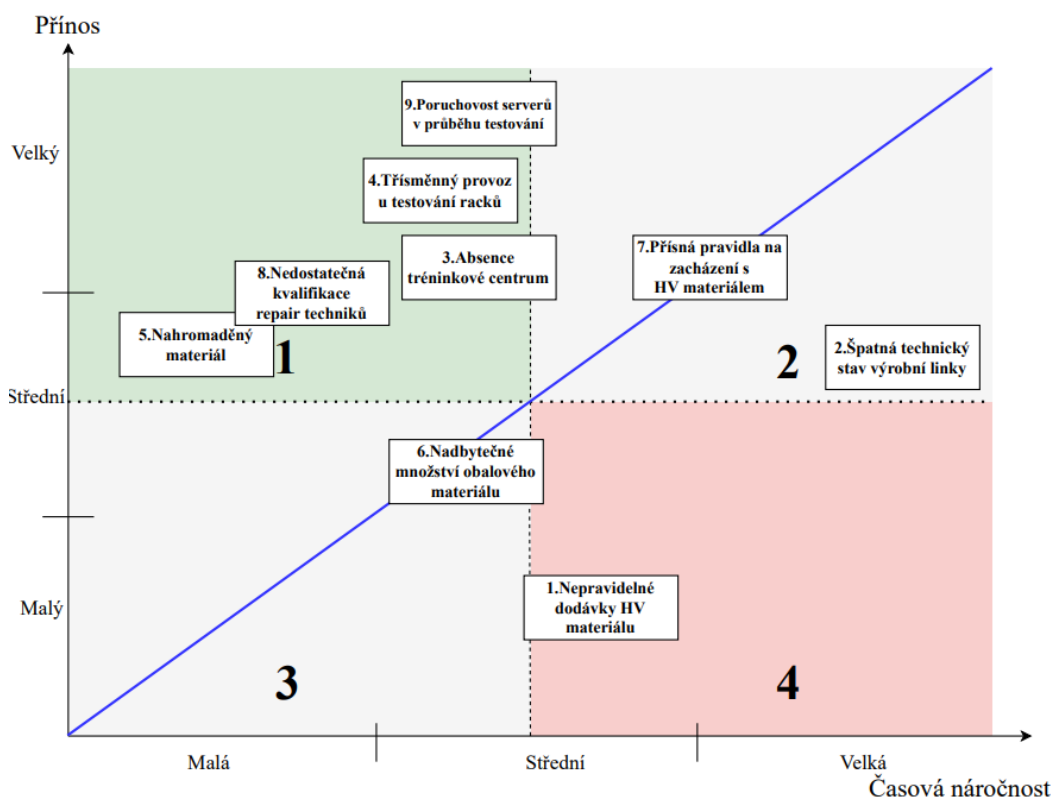 Přínos
Velký
Střední
Malý
9.Poruchovost serverů
v průběhu testování
4.Třísměnný provoz
u testování racků
3.Absence
tréninkové centrum
7.Přísná pravidla na
zacházení s
HV materiálem
8.Nedostatečná
kvalifikace
repair techniků
5.Nahromaděný
materiál
1
2
2.Špatná technický
stav výrobní linky
6.Nadbytečné
množství obalového
materiálu
1.Nepravidelné
dodávky HV
materiálu
3
4
Malá
Střední
Velká
Časová náročnost